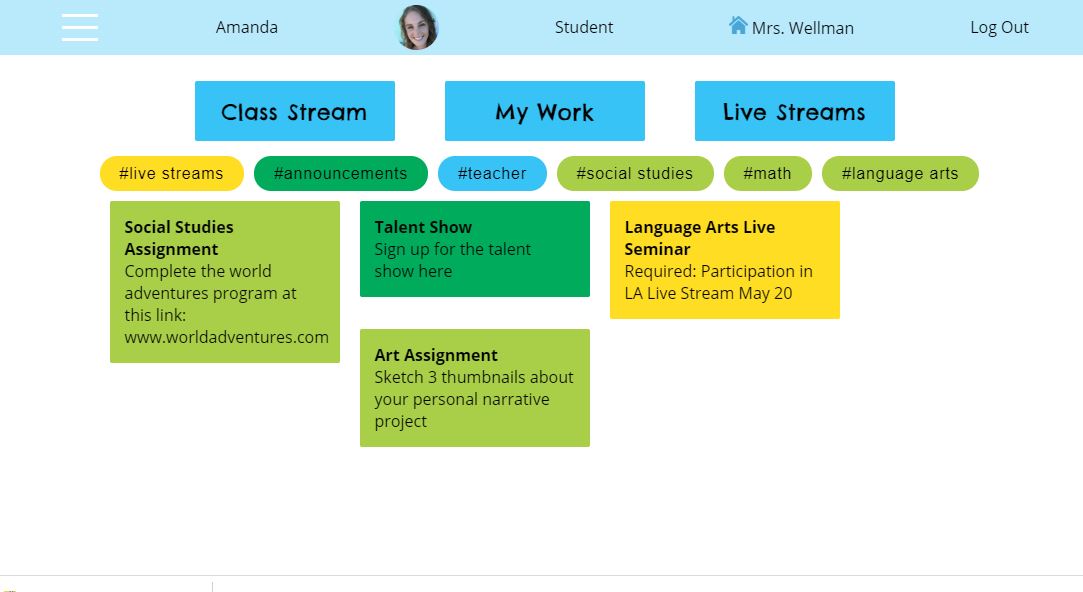 Amanda
Student
Mrs. Wellman
Log Out
Class Stream
My Work
Live Streams
#live streams
#announcements
#teacher
#social studies
#math
#language arts
Social Studies
Assignment
Complete the world
adventures program at
this link:
www.worldadventures.com
Talent Show
Sign up for the talent
show here
Art Assignment
Sketch 3 thumbnails about
your personal narrative
project
Language Arts Live
Seminar
Required: Participation in
LA Live Stream May 20